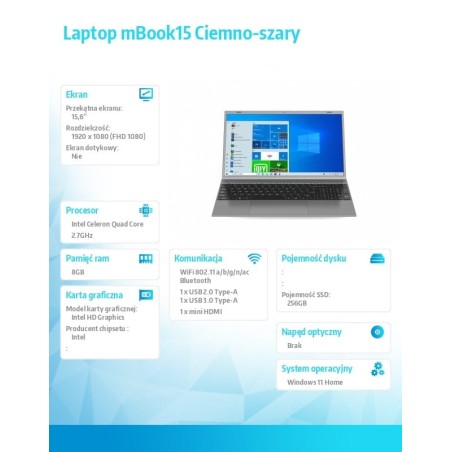 Laptop mBook15 Ciemno-szary
Ekran
Przekątna ekranu:
15,6"
Rozdzielczość:
1920 x 1080 (FHD 1080)
Ekran dotykowy:
Nie
Procesor
Intel Celeron Quad Core
2.7GHz
Pamięć ram
8GB
Karta graficzna
Model karty graficznej:
Intel HD Graphics
Producent chipsetu :
Intel
:
Komunikacja
WiFi 802.11 a/b/g/n/ac
Bluetooth
1 x USB 2.0 Type-A
1 x USB 3.0 Type-A
1 x mini HDMI
Pojemność dysku
:
:
Pojemność SSD:
256GB
Napęd optyczny
Brak
System operacyjny
Windows 11 Home